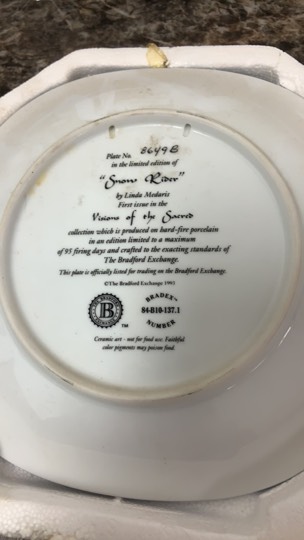 Plate No 8649B
in the limited edition of
"Snow Rider"
by Linda Medaris
First issue in the
Visions of the Sacred
collection which is produced on hard-fire porcelain
in an edition limited to a maximum
of 95 firing days and crafted to the exacting standards of
The Bradford Exchange.
This plate is officially listed for trading on the Bradford Exchange.
©The Bradford Exchange 1993
B
TM
BRADEX™
84-B10-137.1
NUMBER
Ceramic art - not for food use. Faithful
color pigments may poison food.